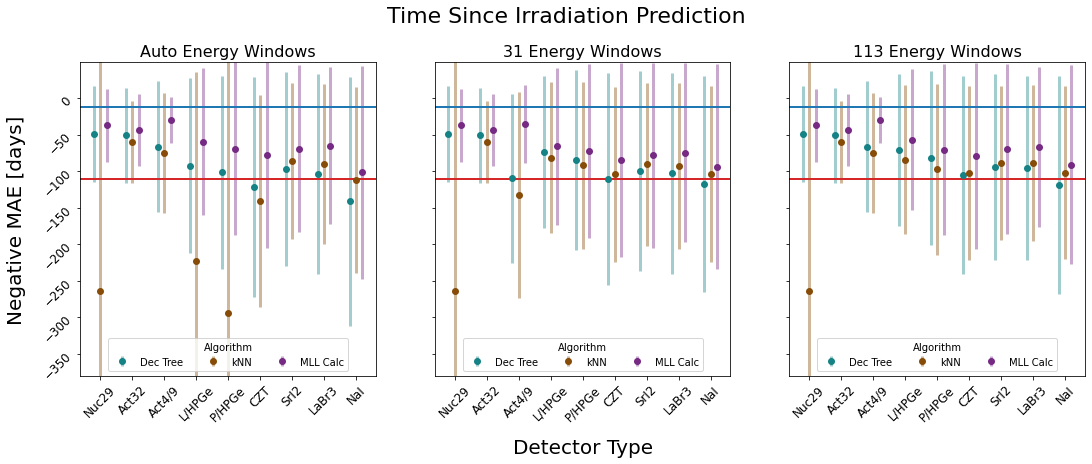 Time Since Irradiation Prediction
Auto Energy Windows
31 Energy Windows
113 Energy Windows
Negative MAE [days]
0
−50
−100
−150
−200
−250
−300
−350
Algorithm
Dec Tree kNN MLL Calc
Algorithm
Dec Tree kNN MLL Calc
Algorithm
Dec Tree kNN MLL Calc
Nuc29 Act32 Act4/9 L/HPGe P/HPGe CZT SrI2 LaBr3 NaI
Nuc29 Act32 Act4/9 L/HPGe P/HPGe CZT SrI2 LaBr3 NaI
Nuc29 Act32 Act4/9 L/HPGe P/HPGe CZT SrI2 LaBr3 NaI
Detector Type